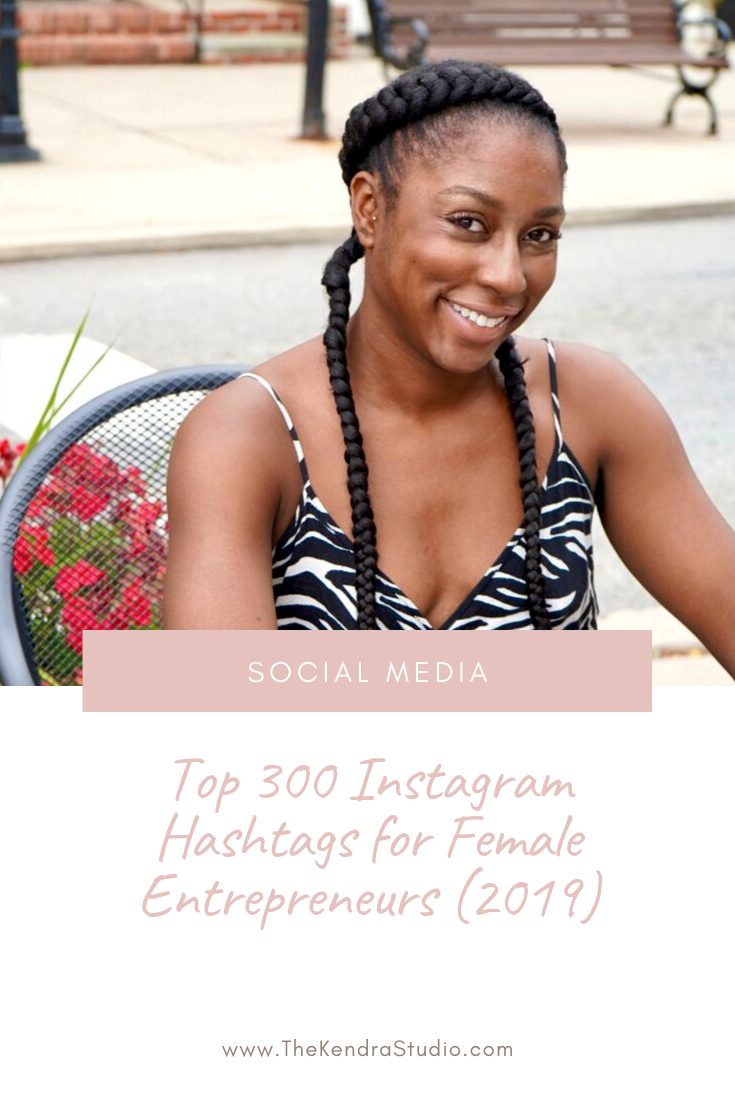 SOCIAL MEDIA
Top 300 Instagram
Hashtags for Female
Entrepreneurs (2019)
www.TheKendraStudio.com